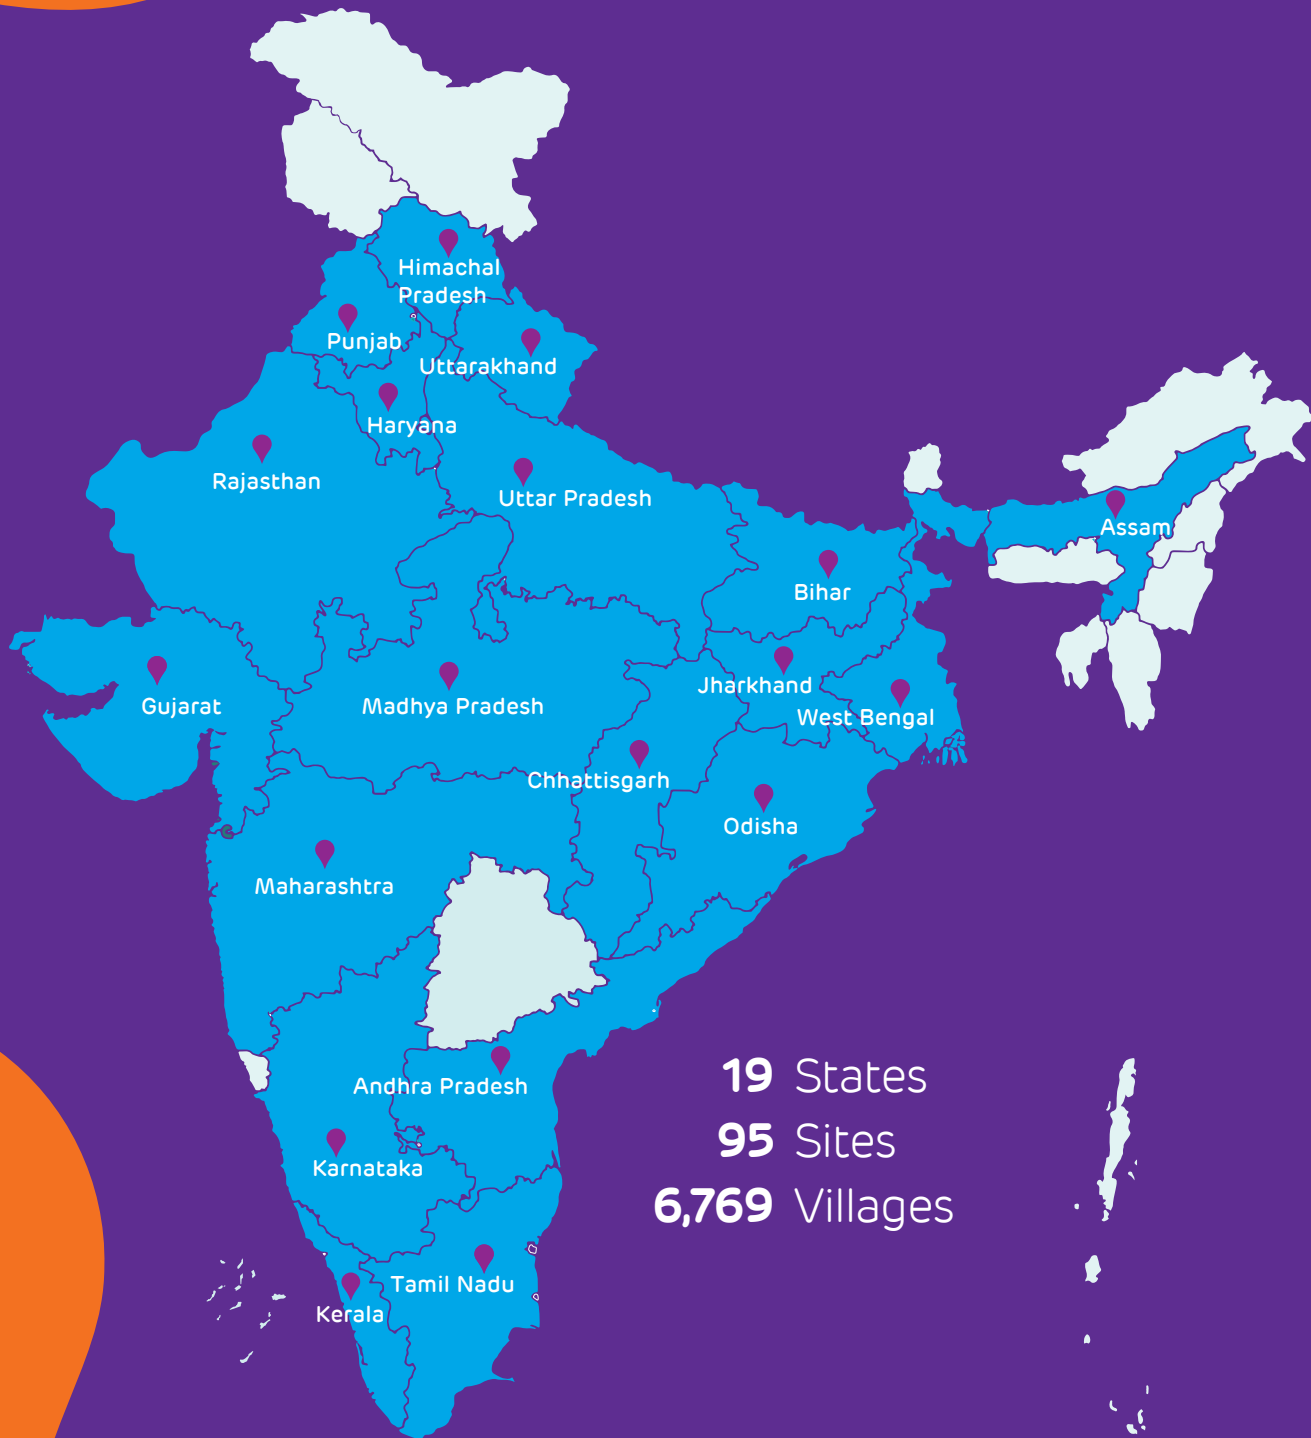 Himachal
Pradesh
Punjab
Uttarakhand
Haryana
Rajasthan
Uttar Pradesh
Assam
Bihar
Jharkhand
Gujarat
Madhya Pradesh
West Bengal
Chhattisgarh
Odisha
Maharashtra
Andhra Pradesh
Karnataka
Tamil Nadu
Kerala
19 States
95 Sites
6,769 Villages